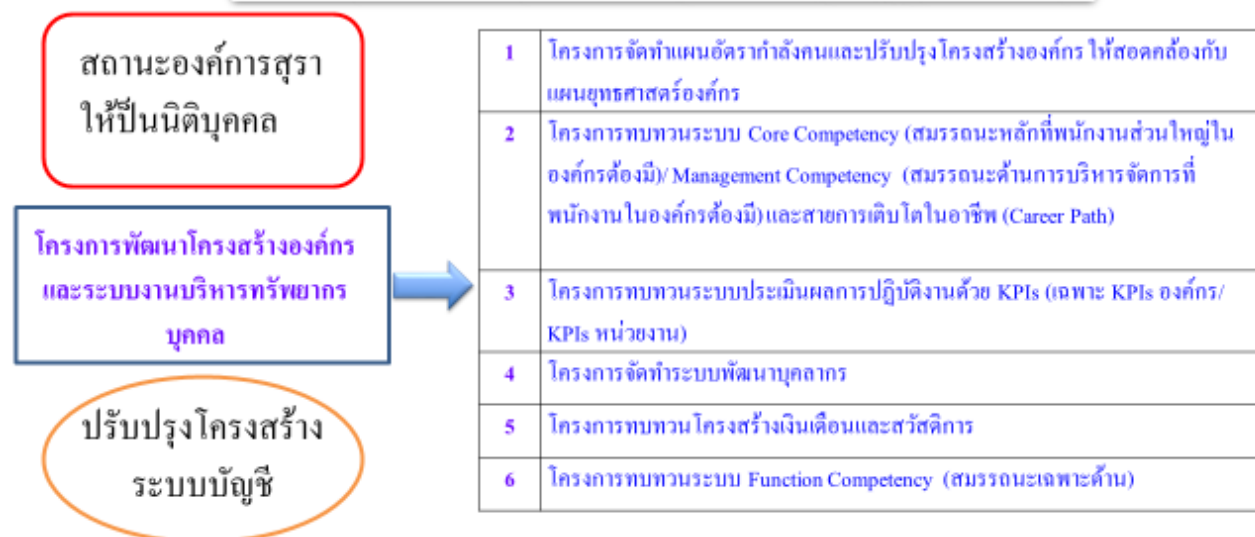 สถานะองค์การสุรา
ให้ป็นนิติบุคคล
โครงการพัฒนาโครงสร้างองค์กร
และระบบงานบริหารทรัพยากร
บุคคล
ปรับปรุงโครงสร้าง
ระบบบัญชี
1 โครงการจัดทำแผนอัตรากำลังคนและปรับปรุงโครงสร้างองค์กร ให้สอดคล้องกับ
แผนยุทธศาสตร์องค์กร
2 โครงการทบทวนระบบ Core Competency (สมรรถนะหลักที่พนักงานส่วนใหญ่ใน
องค์กรต้องมี)/ Management Competency (สมรรถนะด้านการบริหารจัดการที่
พนักงานในองค์กรต้องมี) และสายการเติบโตในอาชีพ (Career Path)
3 โครงการทบทวนระบบประเมินผลการปฏิบัติงานด้วย KPIs (เฉพาะ KPIs องค์กร/
KPIs หน่วยงาน)
4 โครงการจัดทำระบบพัฒนาบุคลากร
5 โครงการทบทวนโครงสร้างเงินเดือนและสวัสดิการ
6 โครงการทบทวนระบบ Function Competency (สมรรถนะเฉพาะด้าน)